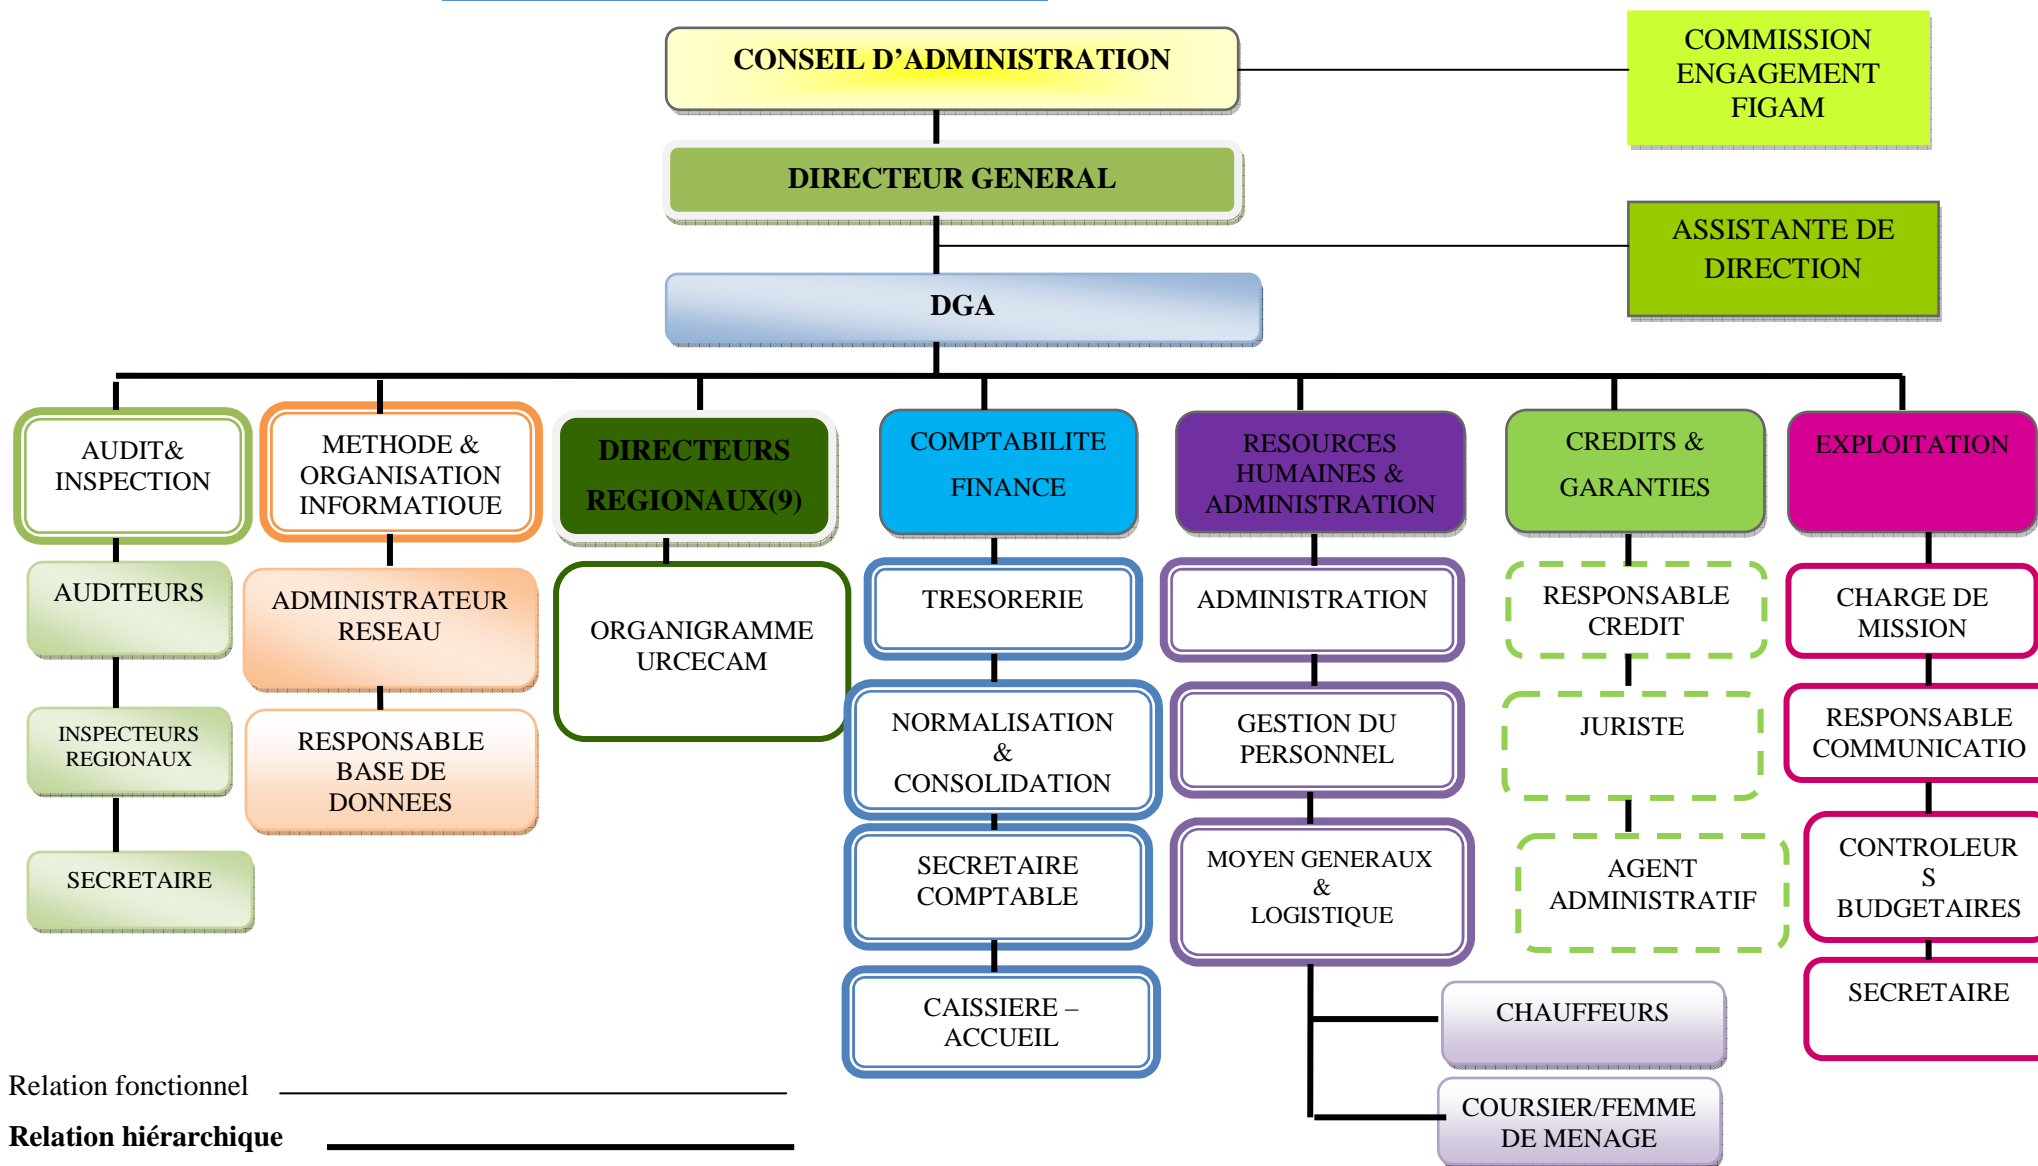 CONSEIL D’ADMINISTRATION
COMMISSION
ENGAGEMENT
FIGAM
DIRECTEUR GENERAL
ASSISTANTE DE
DIRECTION
DGA
AUDIT&
INSPECTION
METHODE &
ORGANISATION
INFORMATIQUE
DIRECTEURS
REGIONAUX(9)
COMPTABILITE
FINANCE
RESOURCES
HUMAINES &
ADMINISTRATION
CREDITS &
GARANTIES
EXPLOITATION
AUDITEURS
ADMINISTRATEUR
RESEAU
ORGANIGRAMME
URCECAM
TRESORERIE
ADMINISTRATION
RESPONSABLE
CREDIT
CHARGE DE
MISSION
INSPECTEURS
REGIONAUX
RESPONSABLE
BASE DE
DONNEES
NORMALISATION
&
CONSOLIDATION
GESTION DU
PERSONNEL
JURISTE
RESPONSABLE
COMMUNICATIO
SECRETAIRE
SECRETAIRE
COMPTABLE
MOYEN GENERAUX
&
LOGISTIQUE
AGENT
ADMINISTRATIF
CONTROLEUR
S
BUDGETAIRES
CAISSIERE –
ACCUEIL
CHAUFFEURS
SECRETAIRE
COURSIER/FEMME
DE MENAGE
Relation fonctionnel
Relation hiérarchique